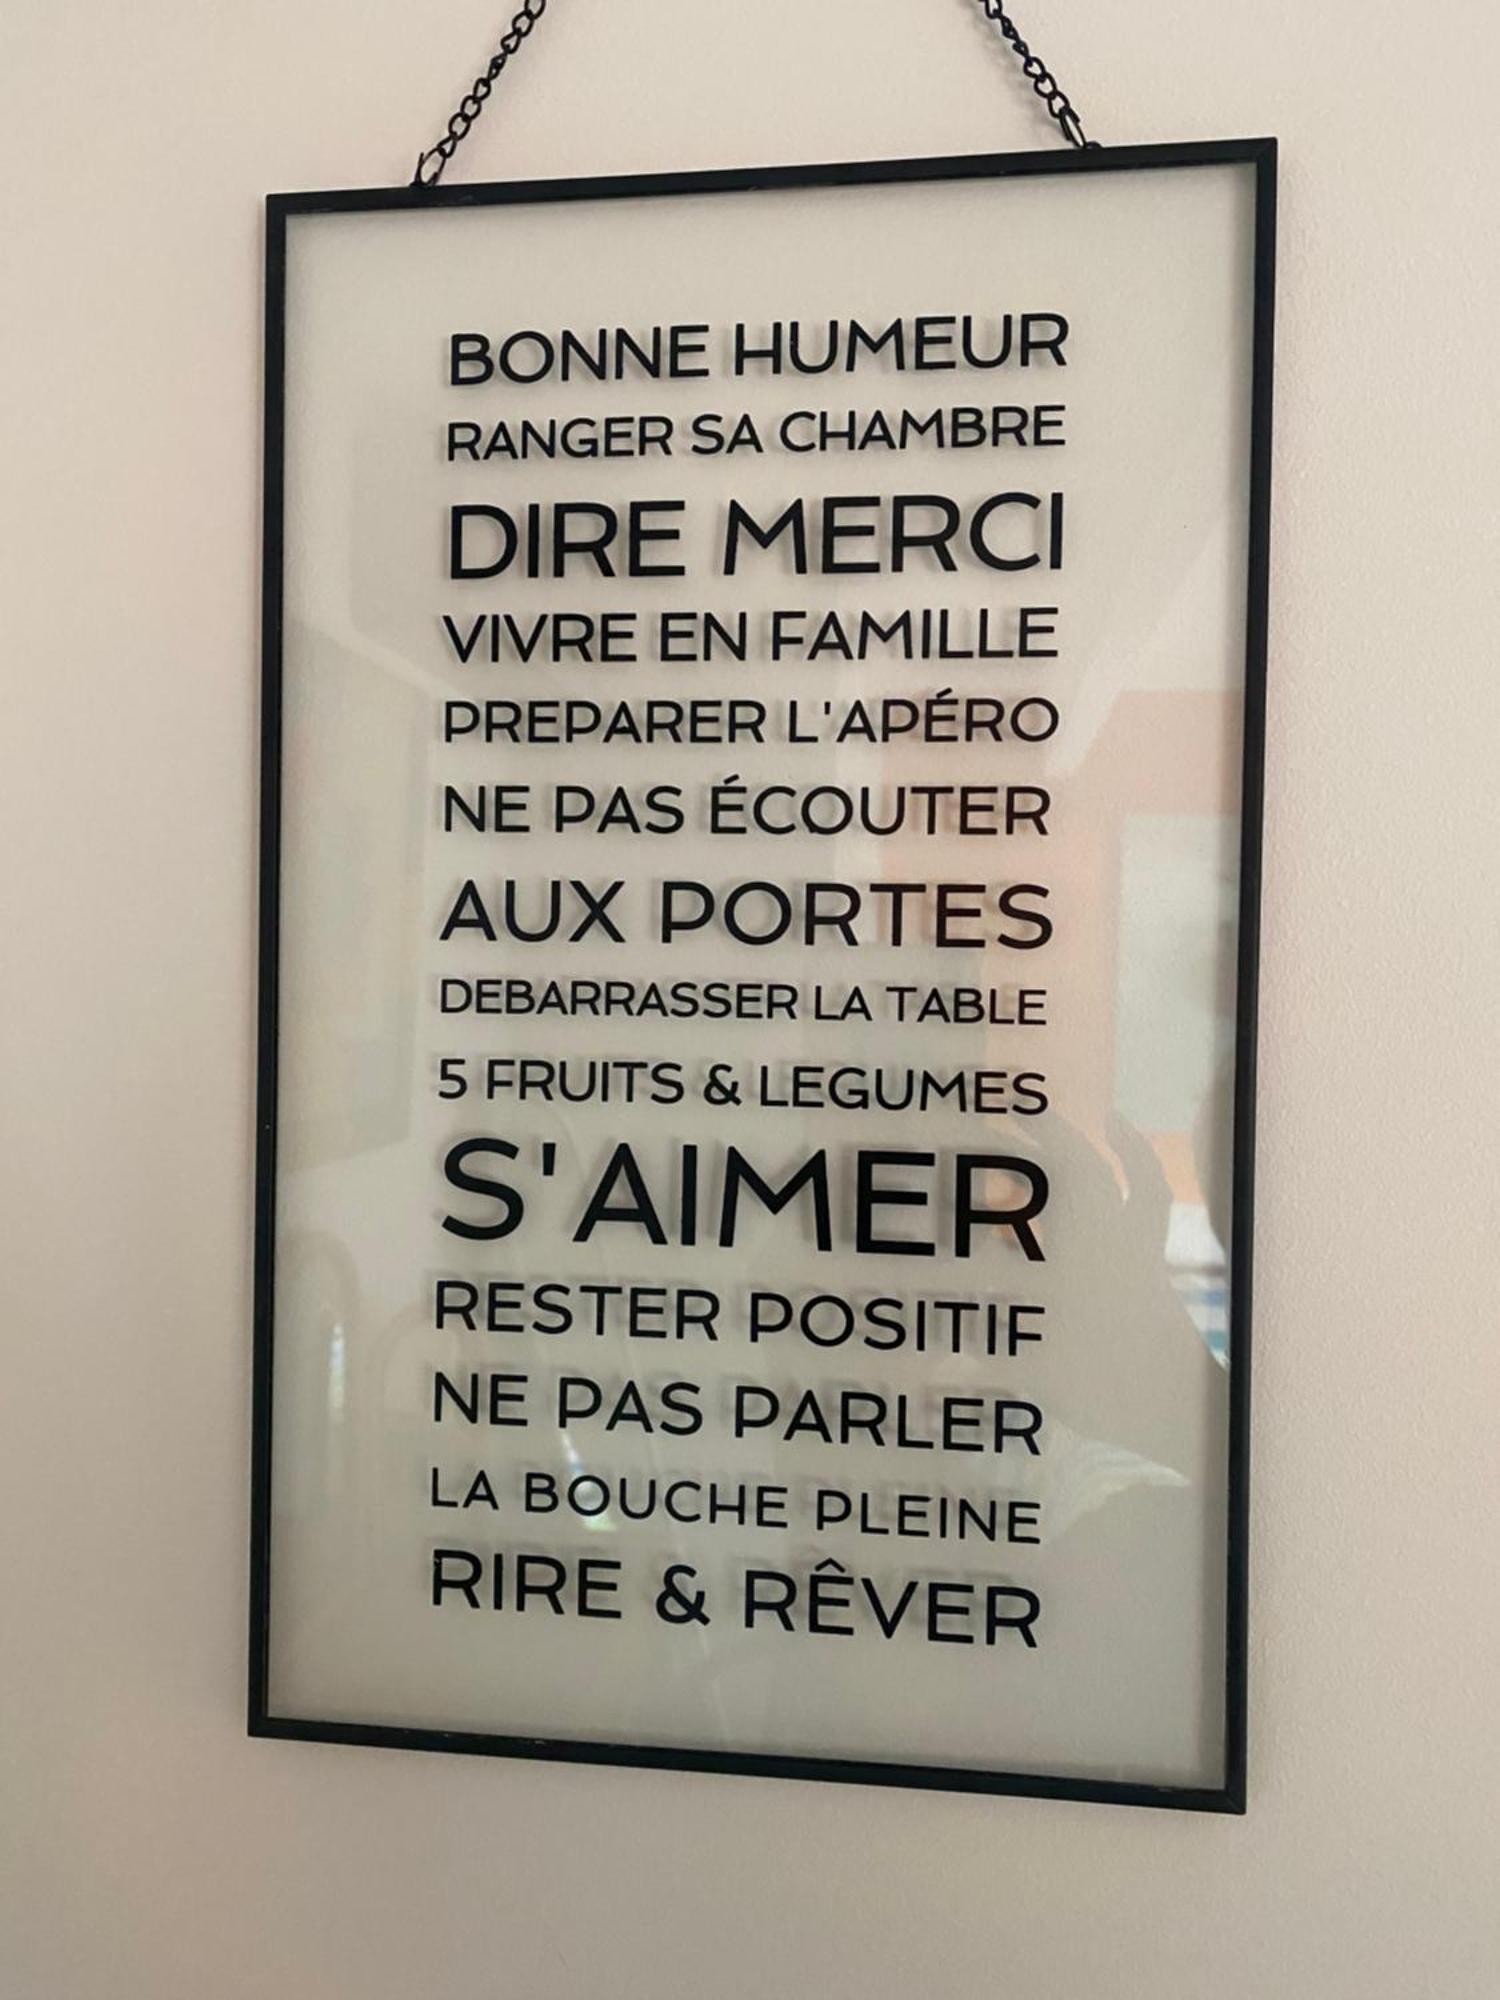 BONNE HUMEUR
RANGER SA CHAMBRE
DIRE MERCI
VIVRE EN FAMILLE
PREPARER L'APÉRO
NE PAS ÉCOUTER
AUX PORTES
DEBARRASSER LA TABLE
5 FRUITS & LEGUMES
S'AIMER
RESTER POSITIF
NE PAS PARLER
LA BOUCHE PLEINE
RIRE & RÊVER